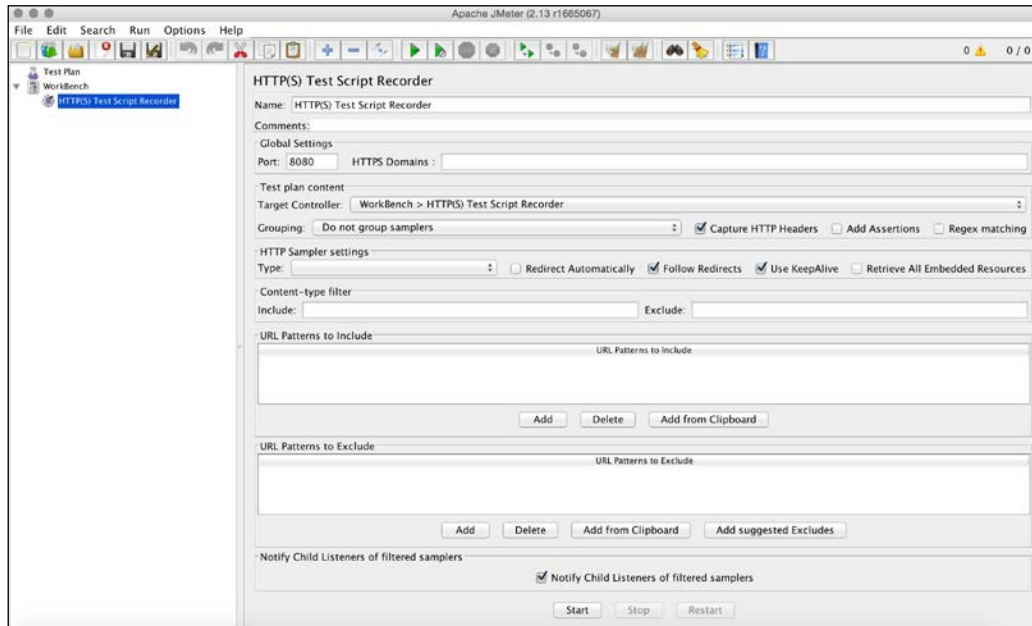 Apache JMeter (2.13 r1665067)
File Edit Search Run Options Help
0 0 / 0
Test Plan
WorkBench
HTTP(S) Test Script Recorder
HTTP(S) Test Script Recorder
Name: HTTP(S) Test Script Recorder
Comments:
Global Settings
Port: 8080 HTTPS Domains :
Test plan content
Target Controller: WorkBench > HTTP(S) Test Script Recorder
Grouping: Do not group samplers Capture HTTP Headers Add Assertions Regex matching
HTTP Sampler settings
Type: Redirect Automatically Follow Redirects Use KeepAlive Retrieve All Embedded Resources
Content-type filter
Include: Exclude:
URL Patterns to Include
URL Patterns to Include
Add Delete Add from Clipboard
URL Patterns to Exclude
URL Patterns to Exclude
Add Delete Add from Clipboard Add suggested Excludes
Notify Child Listeners of filtered samplers
Notify Child Listeners of filtered samplers
Start Stop Restart